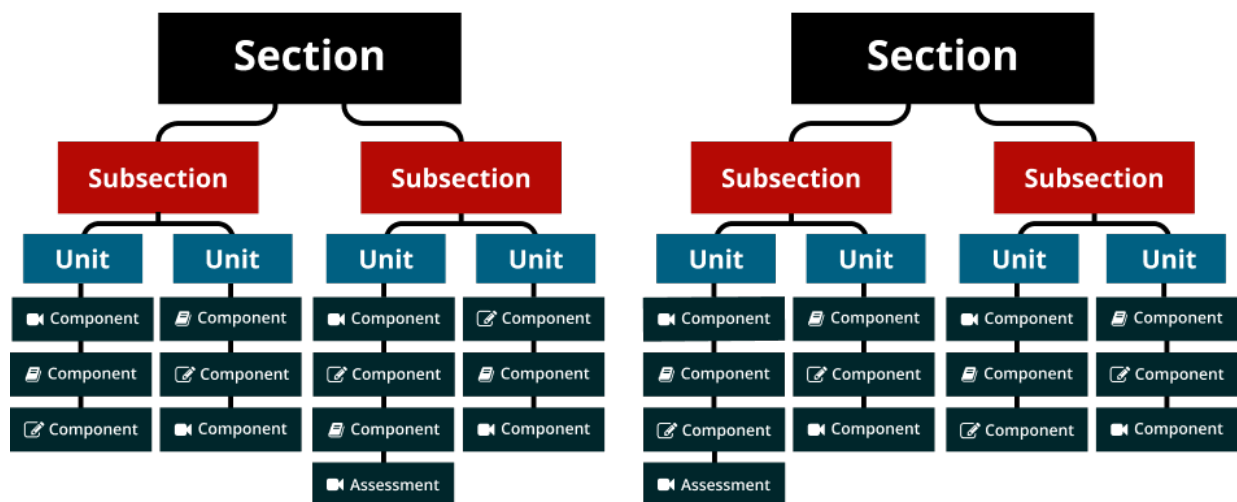 Section Section
Subsection Subsection Subsection Subsection
Unit Unit Unit Unit Unit Unit Unit Unit
Component Component Component Component Component Component Component Component
Component Component Component Component Component Component Component Component
Component Component Component Component Component Component Component Component
Assessment Assessment